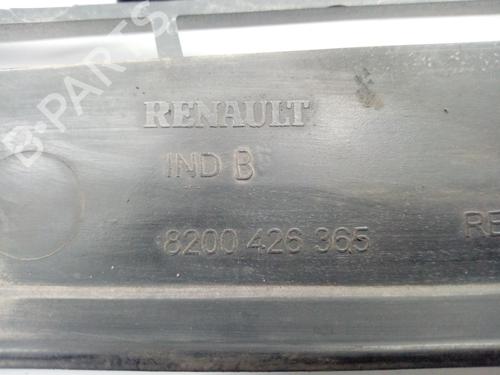 B-PARTS
RENAULT
IND B
8200 426 365
RE